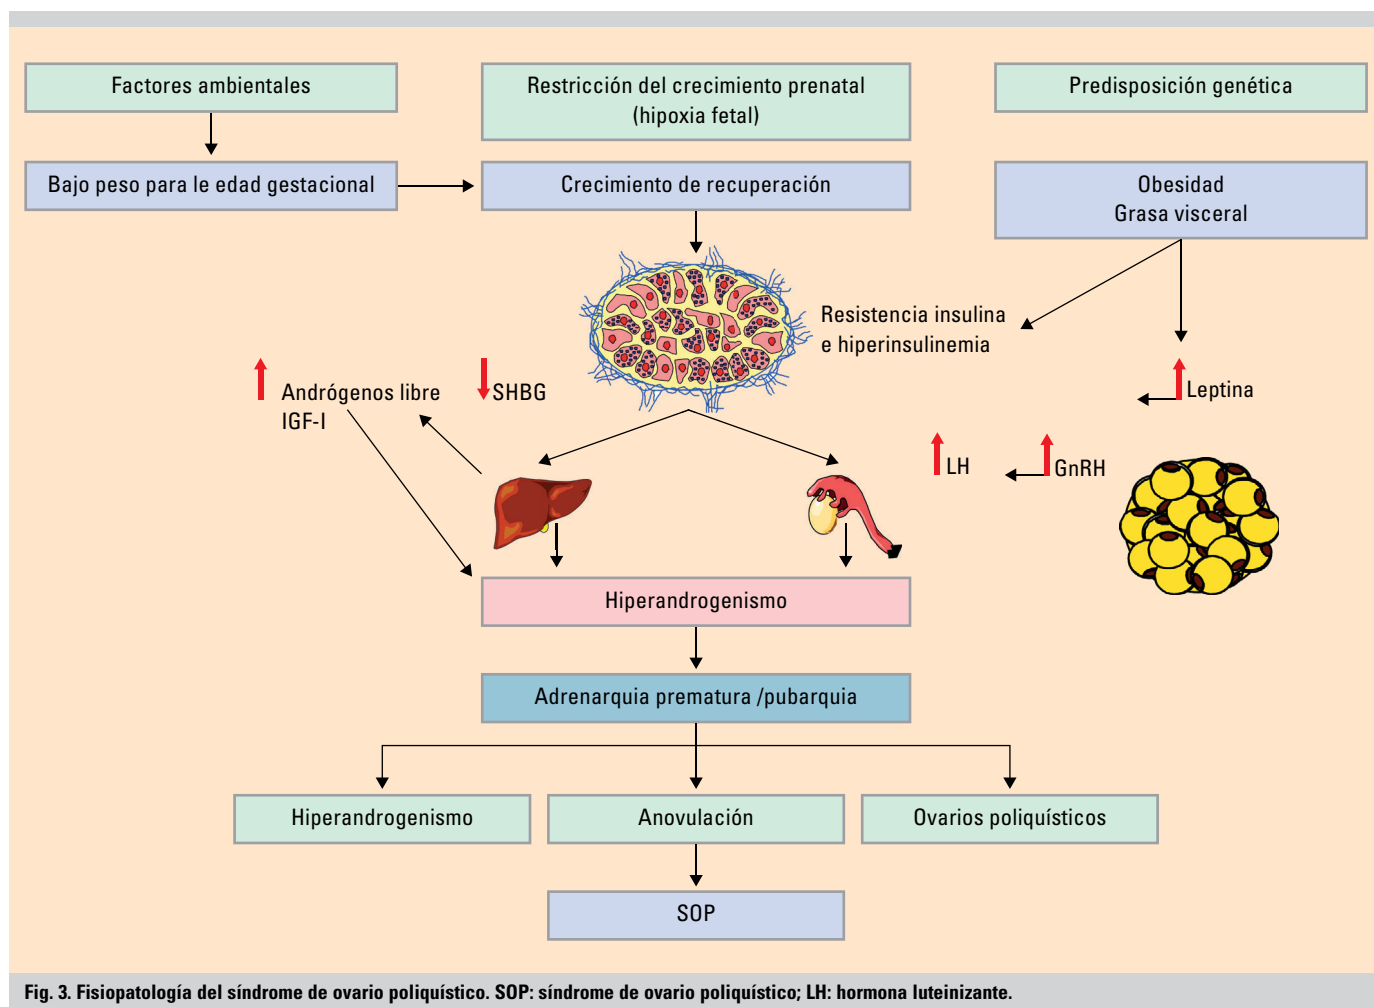 Factores ambientales
Restricción del crecimiento prenatal
(hipoxia fetal)
Predisposición genética
Bajo peso para le edad gestacional
Crecimiento de recuperación
Obesidad
Grasa visceral
Resistencia insulina
e hiperinsulinemia
Andrógenos libre
IGF-I
SHBG
Leptina
LH
GnRH
Hiperandrogenismo
Adrenarquia prematura /pubarquia
Hiperandrogenismo
Anovulación
Ovarios poliquísticos
SOP
Fig. 3. Fisiopatología del síndrome de ovario poliquístico. SOP: síndrome de ovario poliquístico; LH: hormona luteinizante.